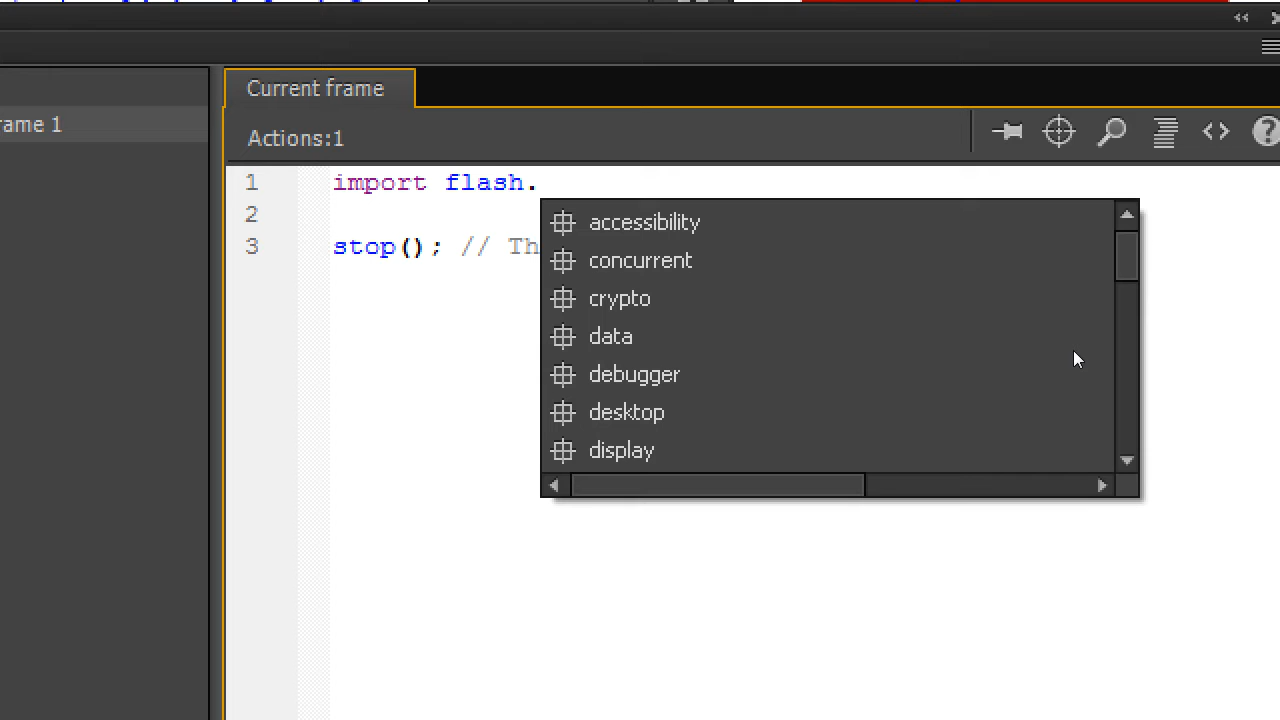 Current frame
ame 1
Actions:1
1 import flash.
2
3 stop(); // Th
accessibility
concurrent
crypto
data
debugger
desktop
display